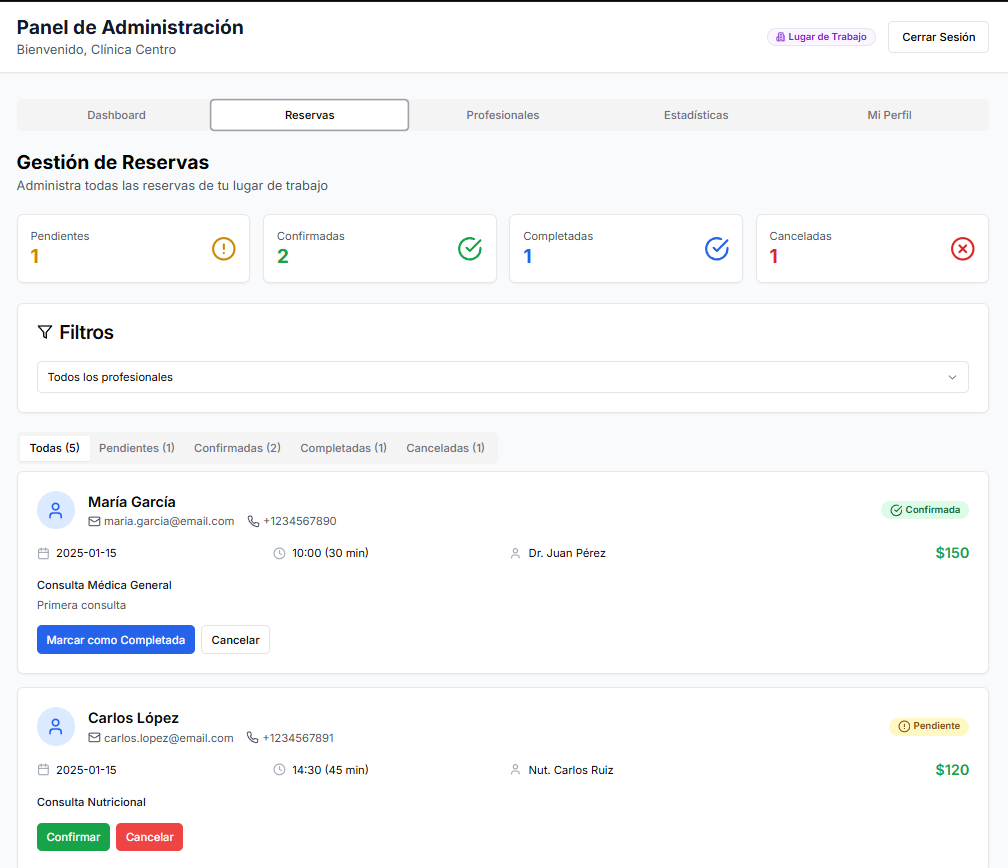 Panel de Administración
Bienvenido, Clínica Centro
Lugar de Trabajo
Cerrar Sesión
Dashboard
Reservas
Profesionales
Estadísticas
Mi Perfil
Gestión de Reservas
Administra todas las reservas de tu lugar de trabajo
Pendientes
1
Confirmadas
2
Completadas
1
Canceladas
1
Filtros
Todos los profesionales
Todas (5)
Pendientes (1)
Confirmadas (2)
Completadas (1)
Canceladas (1)
María García
maria.garcia@email.com
+1234567890
Confirmada
2025-01-15
10:00 (30 min)
Dr. Juan Pérez
$150
Consulta Médica General
Primera consulta
Marcar como Completada
Cancelar
Carlos López
carlos.lopez@email.com
+1234567891
Pendiente
2025-01-15
14:30 (45 min)
Nut. Carlos Ruiz
$120
Consulta Nutricional
Confirmar
Cancelar